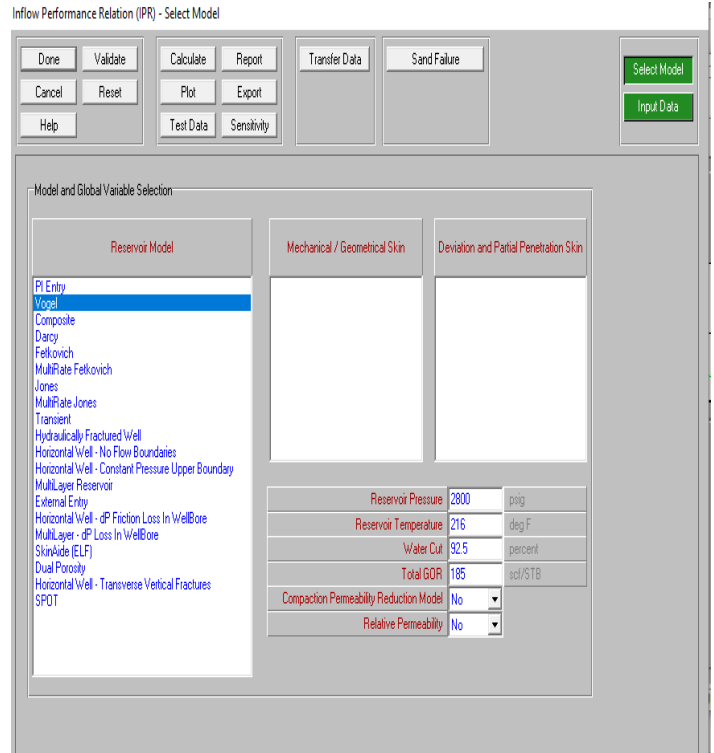 Inflow Performance Relation (IPR) - Select Model
Done Validate Calculate Report Transfer Data Sand Failure Select Model
Cancel Reset Plot Export Input Data
Help Test Data Sensitivity
Model and Global Variable Selection
Reservoir Model Mechanical / Geometrical Skin Deviation and Partial Penetration Skin
PI Entry
Vogel
Composite
Darcy
Fetkovich
MultiRate Fetkovich
Jones
MultiRate Jones
Transient
Hydraulically Fractured Well
Horizontal Well - No Flow Boundaries
Horizontal Well - Constant Pressure Upper Boundary
MultiLayer Reservoir
External Entry
Horizontal Well - dP Friction Loss In WellBore
MultiLayer - dP Loss In WellBore
SkinAide (ELF)
Dual Porosity
Horizontal Well - Transverse Vertical Fractures
SPOT
Reservoir Pressure 2800 psig
Reservoir Temperature 216 deg F
Water Cut 92.5 percent
Total GOR 185 scf/STB
Compaction Permeability Reduction Model No
Relative Permeability No